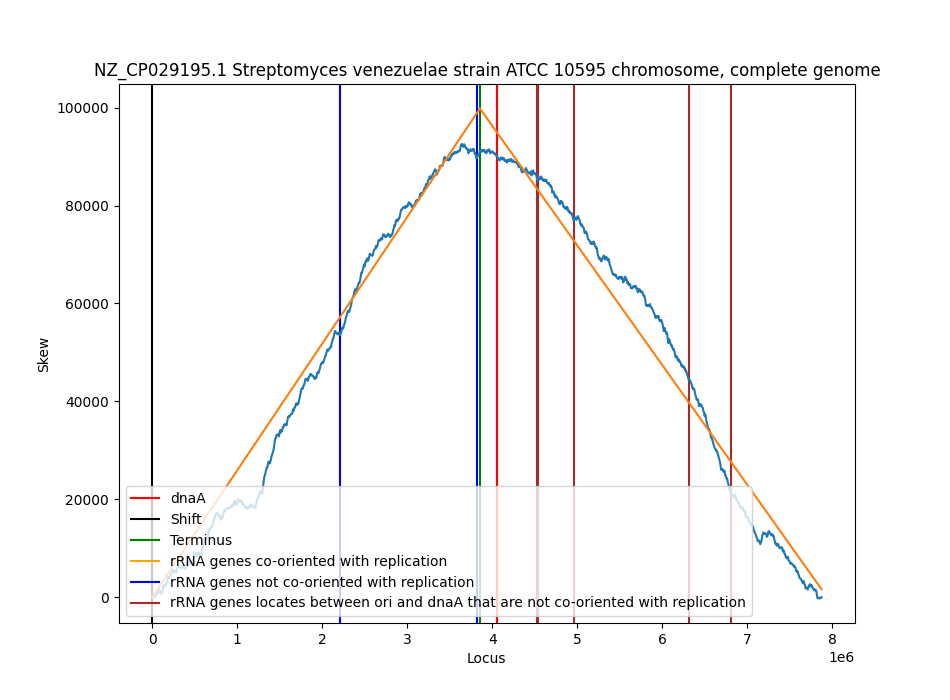 NZ_CP029195.1 Streptomyces venezuelae strain ATCC 10595 chromosome, complete genome
100000
80000
60000
40000
20000
0
Skew
dnaA
Shift
Terminus
rRNA genes co-oriented with replication
rRNA genes not co-oriented with replication
rRNA genes locates between ori and dnaA that are not co-oriented with replication
0 1 2 3 4 5 6 7 8
1e6
Locus